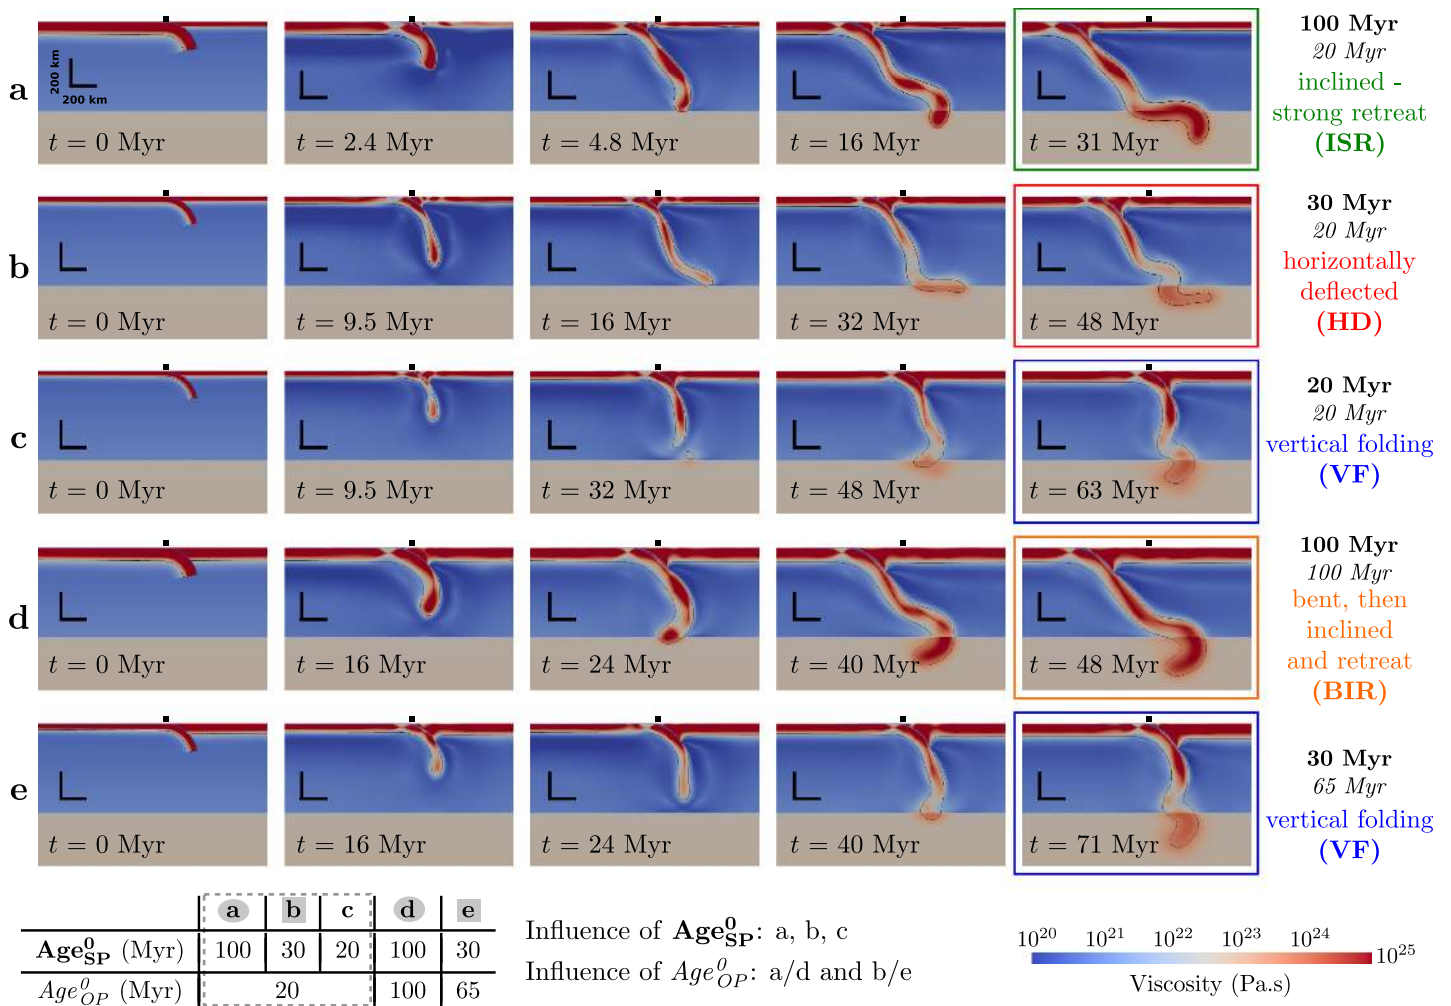 a
200 km
200 km
t = 0 Myr
t = 2.4 Myr
t = 4.8 Myr
t = 16 Myr
t = 31 Myr
100 Myr
20 Myr
inclined -
strong retreat
(ISR)
b
t = 0 Myr
t = 9.5 Myr
t = 16 Myr
t = 32 Myr
t = 48 Myr
30 Myr
20 Myr
horizontally
deflected
(HD)
c
t = 0 Myr
t = 9.5 Myr
t = 32 Myr
t = 48 Myr
t = 63 Myr
20 Myr
20 Myr
vertical folding
(VF)
d
t = 0 Myr
t = 16 Myr
t = 24 Myr
t = 40 Myr
t = 48 Myr
100 Myr
100 Myr
bent, then
inclined
and retreat
(BIR)
e
t = 0 Myr
t = 16 Myr
t = 24 Myr
t = 40 Myr
t = 71 Myr
30 Myr
65 Myr
vertical folding
(VF)
a b c d e
Age⁰_SP (Myr) 100 30 20 100 30
Age⁰_OP (Myr) 20 100 65
Influence of Age⁰_SP: a, b, c
Influence of Age⁰_OP: a/d and b/e
10²⁰ 10²¹ 10²² 10²³ 10²⁴ 10²⁵
Viscosity (Pa.s)